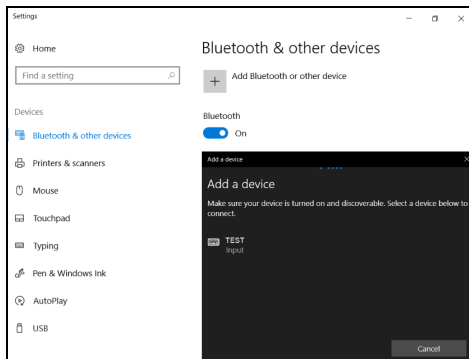 Settings
Home
Find a setting
Devices
Bluetooth & other devices
Printers & scanners
Mouse
Touchpad
Typing
Pen & Windows Ink
AutoPlay
USB
Bluetooth & other devices
Add Bluetooth or other device
Bluetooth
On
Add a device
Add a device
Make sure your device is turned on and discoverable. Select a device below to
connect.
TEST
Input
Cancel